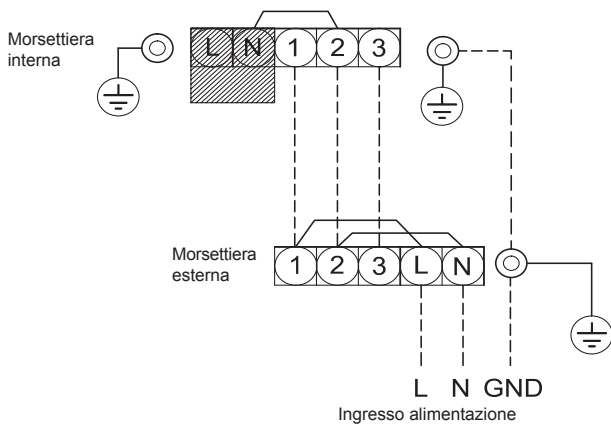 Morsettiera
interna
L N 1 2 3
Morsettiera
esterna
1 2 3 L N
L N GND
Ingresso alimentazione